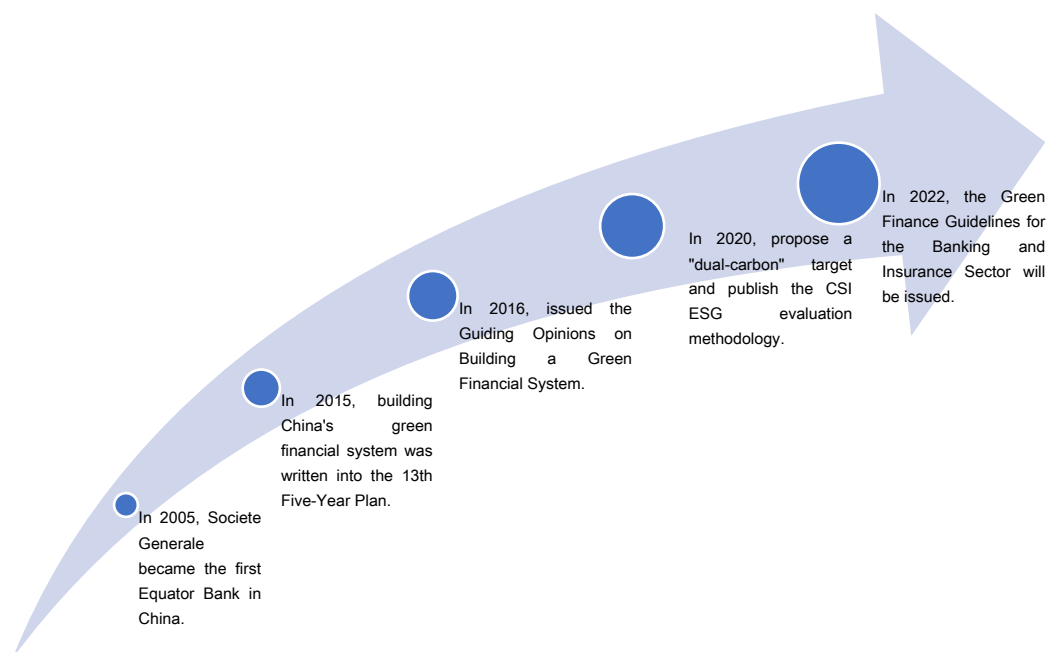 In 2005, Societe
Generale
became the first
Equator Bank in
China.
In 2015, building
China's green
financial system was
written into the 13th
Five-Year Plan.
In 2016, issued the
Guiding Opinions on
Building a Green
Financial System.
In 2020, propose a
"dual-carbon" target
and publish the CSI
ESG evaluation
methodology.
In 2022, the Green
Finance Guidelines for
the Banking and
Insurance Sector will
be issued.